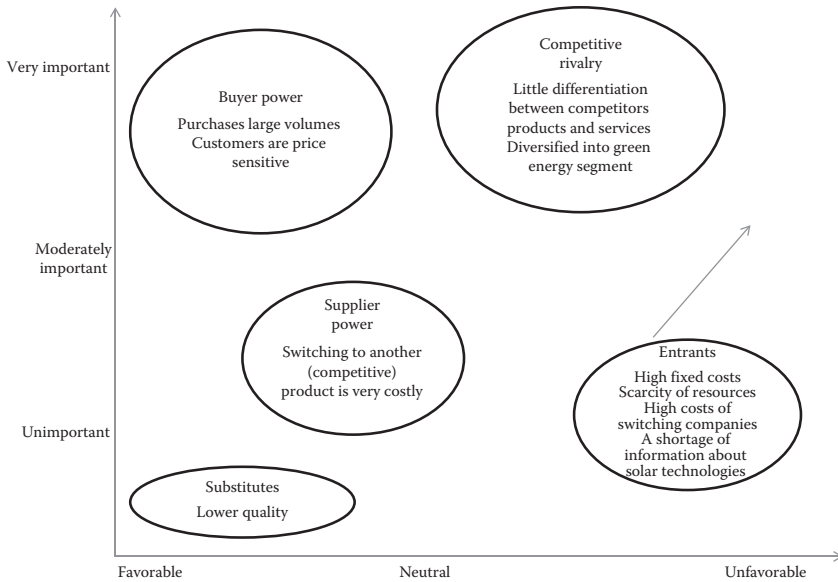 Very important
Moderately
important
Unimportant
Buyer power
Purchases large volumes
Customers are price
sensitive
Competitive
rivalry
Little differentiation
between competitors
products and services
Diversified into green
energy segment
Supplier
power
Switching to another
(competitive)
product is very costly
Entrants
High fixed costs
Scarcity of resources
High costs of
switching companies
A shortage of
information about
solar technologies
Substitutes
Lower quality
Favorable
Neutral
Unfavorable